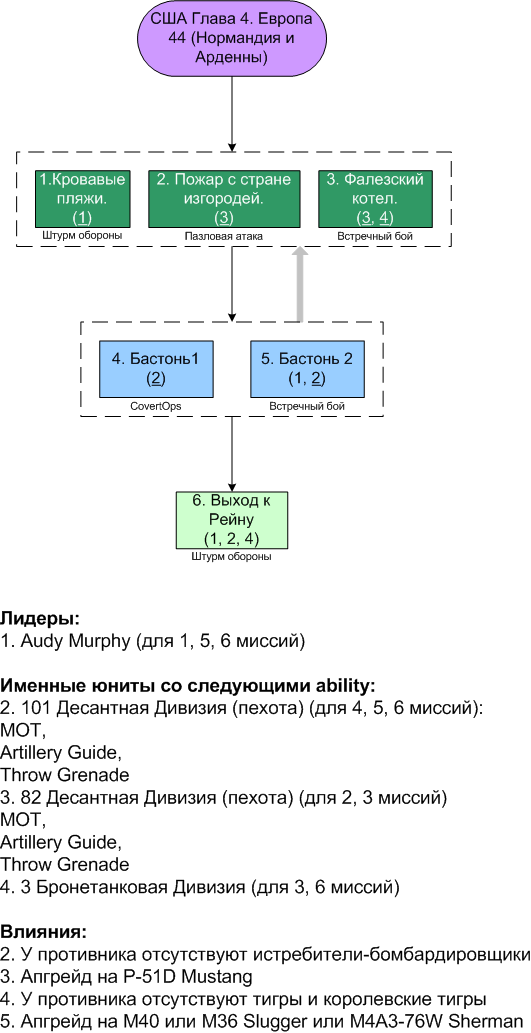 США Глава 4. Европа
44 (Нормандия и
Арденны)
1.Кровавые
пляжи.
(1)
Штурм обороны
2. Пожар с стране
изгородей.
(3)
Пазловая атака
3. Фалезский
котел.
(3, 4)
Встречный бой
4. Бастонь1
(2)
CovertOps
5. Бастонь 2
(1, 2)
Встречный бой
6. Выход к
Рейну
(1, 2, 4)
Штурм обороны
Лидеры:
1. Audy Murphy (для 1, 5, 6 миссий)
Именные юниты со следующими ability:
2. 101 Десантная Дивизия (пехота) (для 4, 5, 6 миссий):
МОТ,
Artillery Guide,
Throw Grenade
3. 82 Десантная Дивизия (пехота) (для 2, 3 миссий)
МОТ,
Artillery Guide,
Throw Grenade
4. 3 Бронетанковая Дивизия (для 3, 6 миссий)
Влияния:
2. У противника отсутствуют истребители-бомбардировщики
3. Апгрейд на P-51D Mustang
4. У противника отсутствуют тигры и королевские тигры
5. Апгрейд на M40 или M36 Slugger или M4A3-76W Sherman